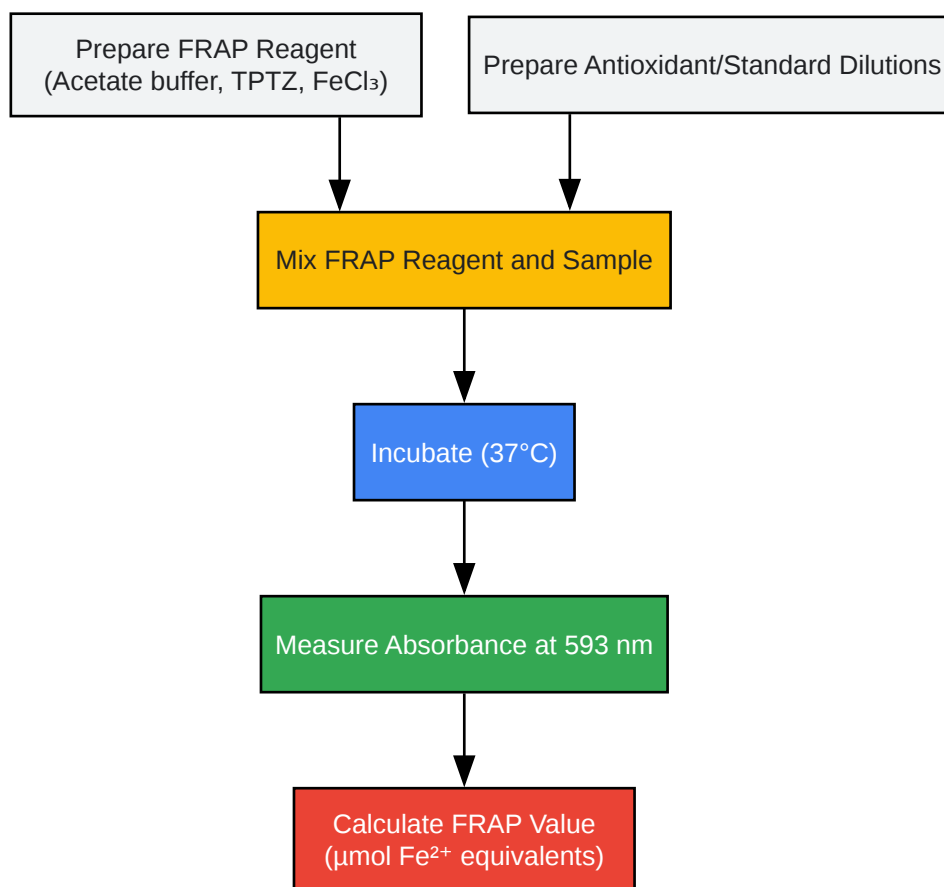 Prepare FRAP Reagent
(Acetate buffer, TPTZ, FeCl₃)
Prepare Antioxidant/Standard Dilutions
Mix FRAP Reagent and Sample
Incubate (37°C)
Measure Absorbance at 593 nm
Calculate FRAP Value
(µmol Fe²⁺ equivalents)